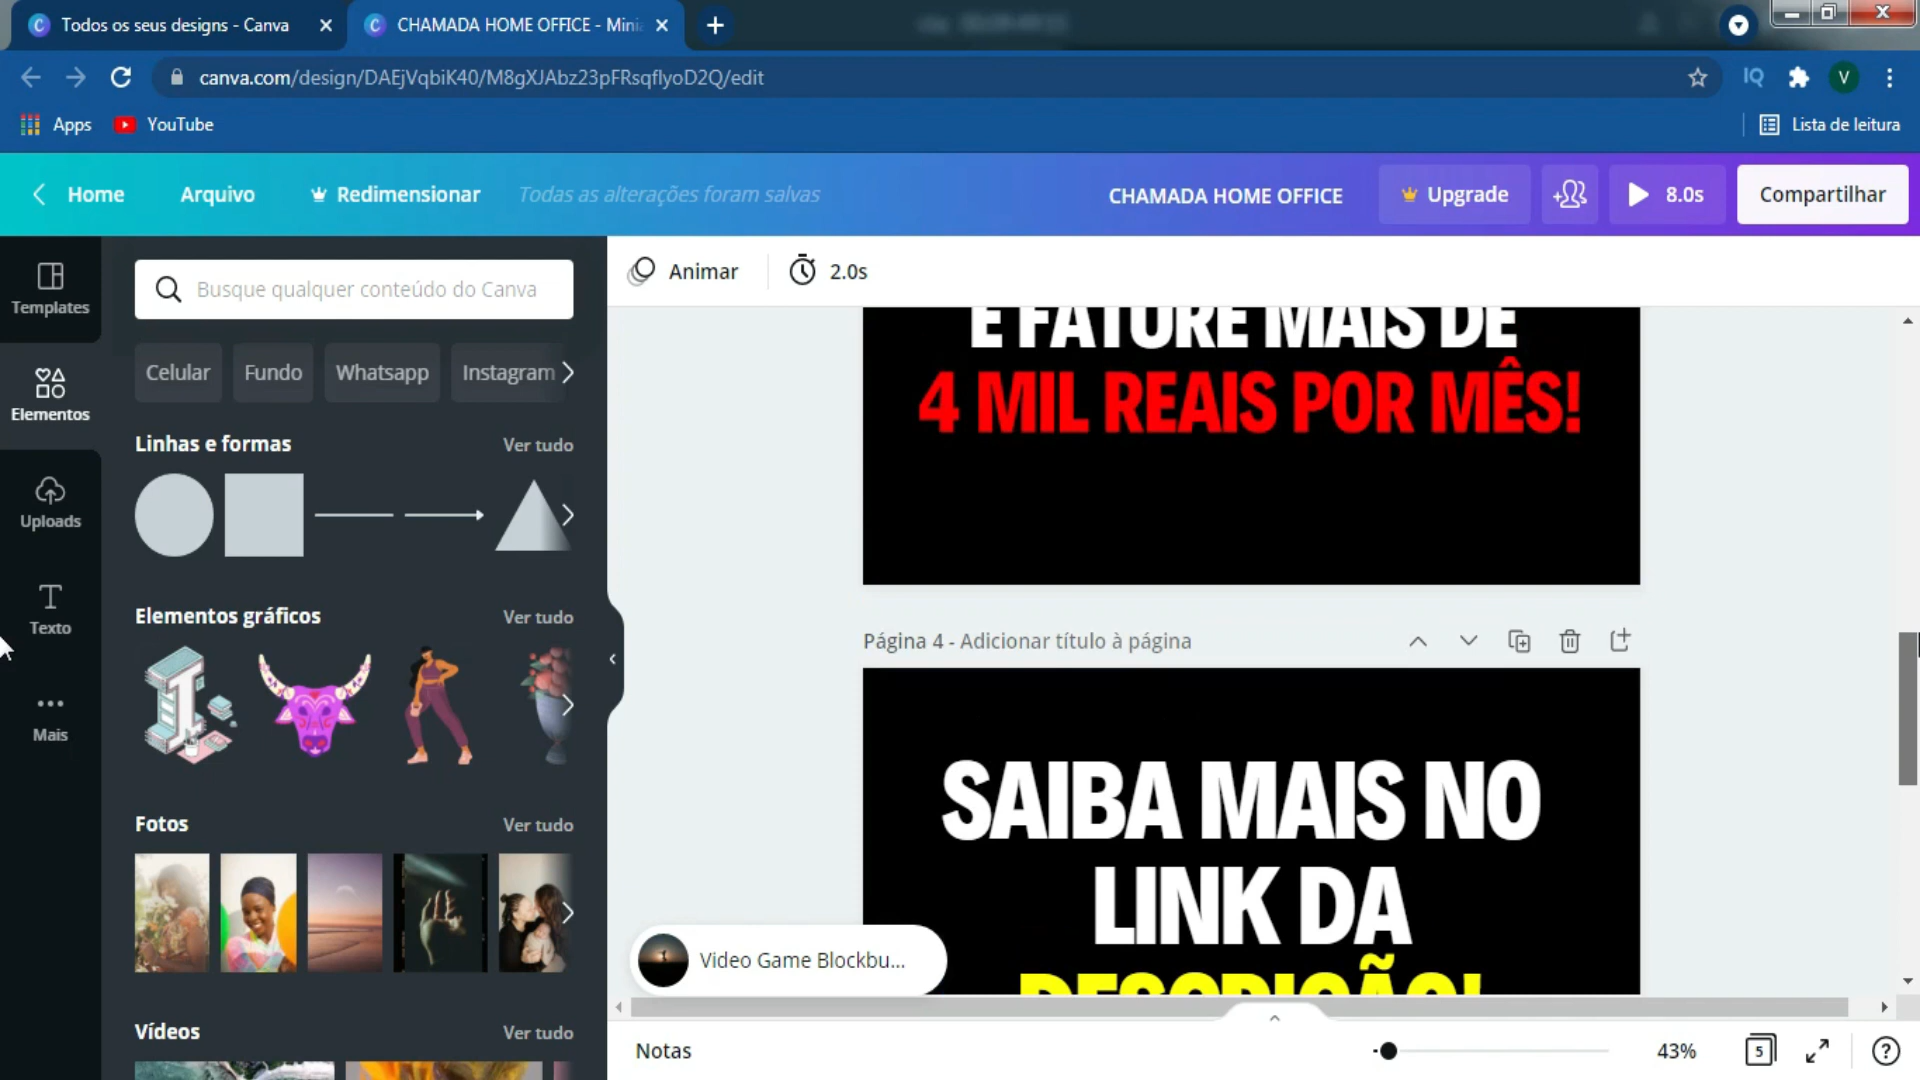 Todos os seus designs - Canva
CHAMADA HOME OFFICE - Mini
canva.com/design/DAEjVqbiK40/M8gXJAbz23pFRsqflyoD2Q/edit
IQ
V
Apps
YouTube
Lista de leitura
Home
Arquivo
Redimensionar
Todas as alterações foram salvas
CHAMADA HOME OFFICE
Upgrade
8.0s
Compartilhar
Templates
Elementos
Uploads
Texto
Mais
Busque qualquer conteúdo do Canva
Celular
Fundo
Whatsapp
Instagram
Linhas e formas
Ver tudo
Elementos gráficos
Ver tudo
Fotos
Ver tudo
Vídeos
Ver tudo
Animar
2.0s
E FATURE MAIS DE
4 MIL REAIS POR MÊS!
Página 4 - Adicionar título à página
SAIBA MAIS NO
LINK DA
DESCRIÇÃO!
Video Game Blockbu...
Notas
43%
5
?